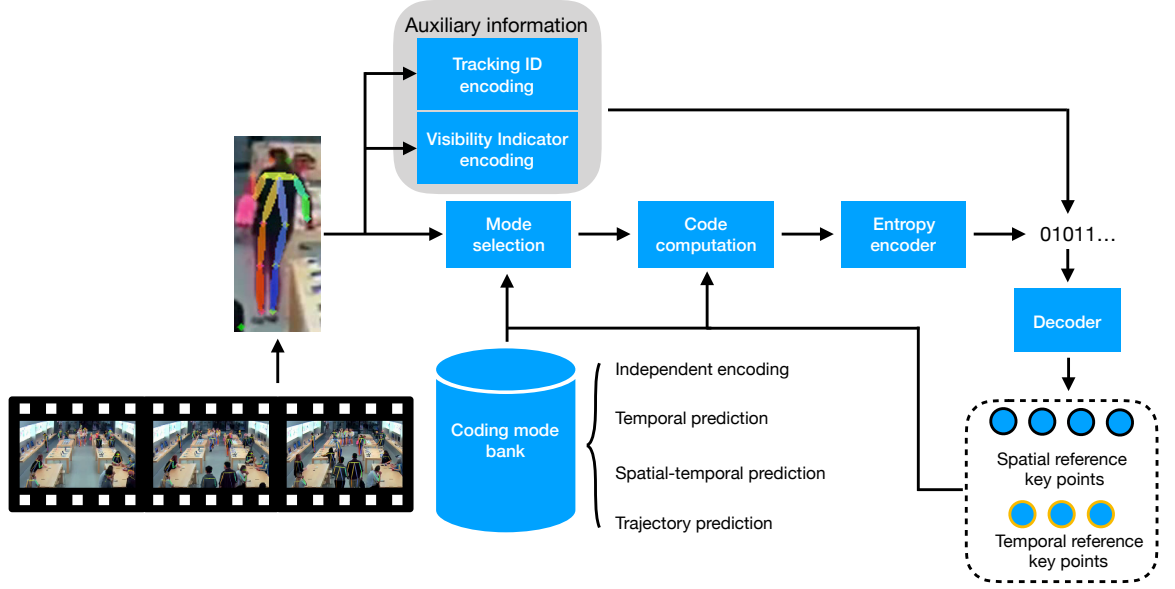 Auxiliary information
Tracking ID
encoding
Visibility Indicator
encoding
Mode
selection
Code
computation
Entropy
encoder
01011...
Decoder
Coding mode
bank
Independent encoding
Temporal prediction
Spatial-temporal prediction
Trajectory prediction
Spatial reference
key points
Temporal reference
key points